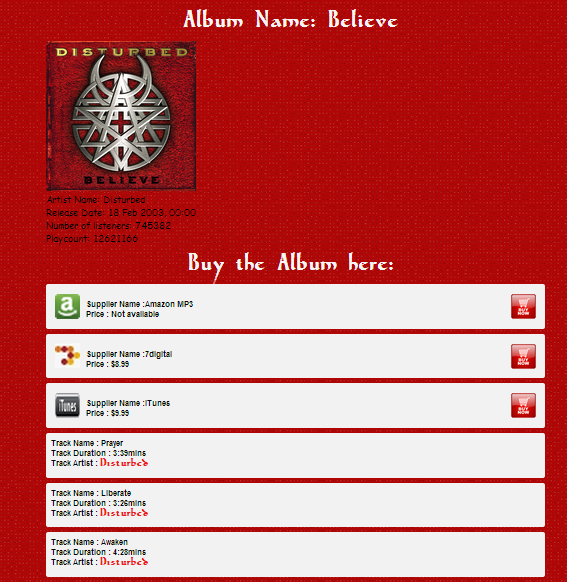 Album Name: Believe
DISTURBED
BELIEVE
Artist Name: Disturbed
Release Date: 18 Feb 2003, 00:00
Number of listeners: 745382
Playcount: 12621166
Buy the Album here:
a
Supplier Name :Amazon MP3
Price : Not available
BUY NOW
Supplier Name :7digital
Price : $8.99
BUY NOW
iTunes
Supplier Name :iTunes
Price : $9.99
BUY NOW
Track Name : Prayer
Track Duration : 3:39mins
Track Artist : Disturbed
Track Name : Liberate
Track Duration : 3:26mins
Track Artist : Disturbed
Track Name : Awaken
Track Duration : 4:28mins
Track Artist : Disturbed